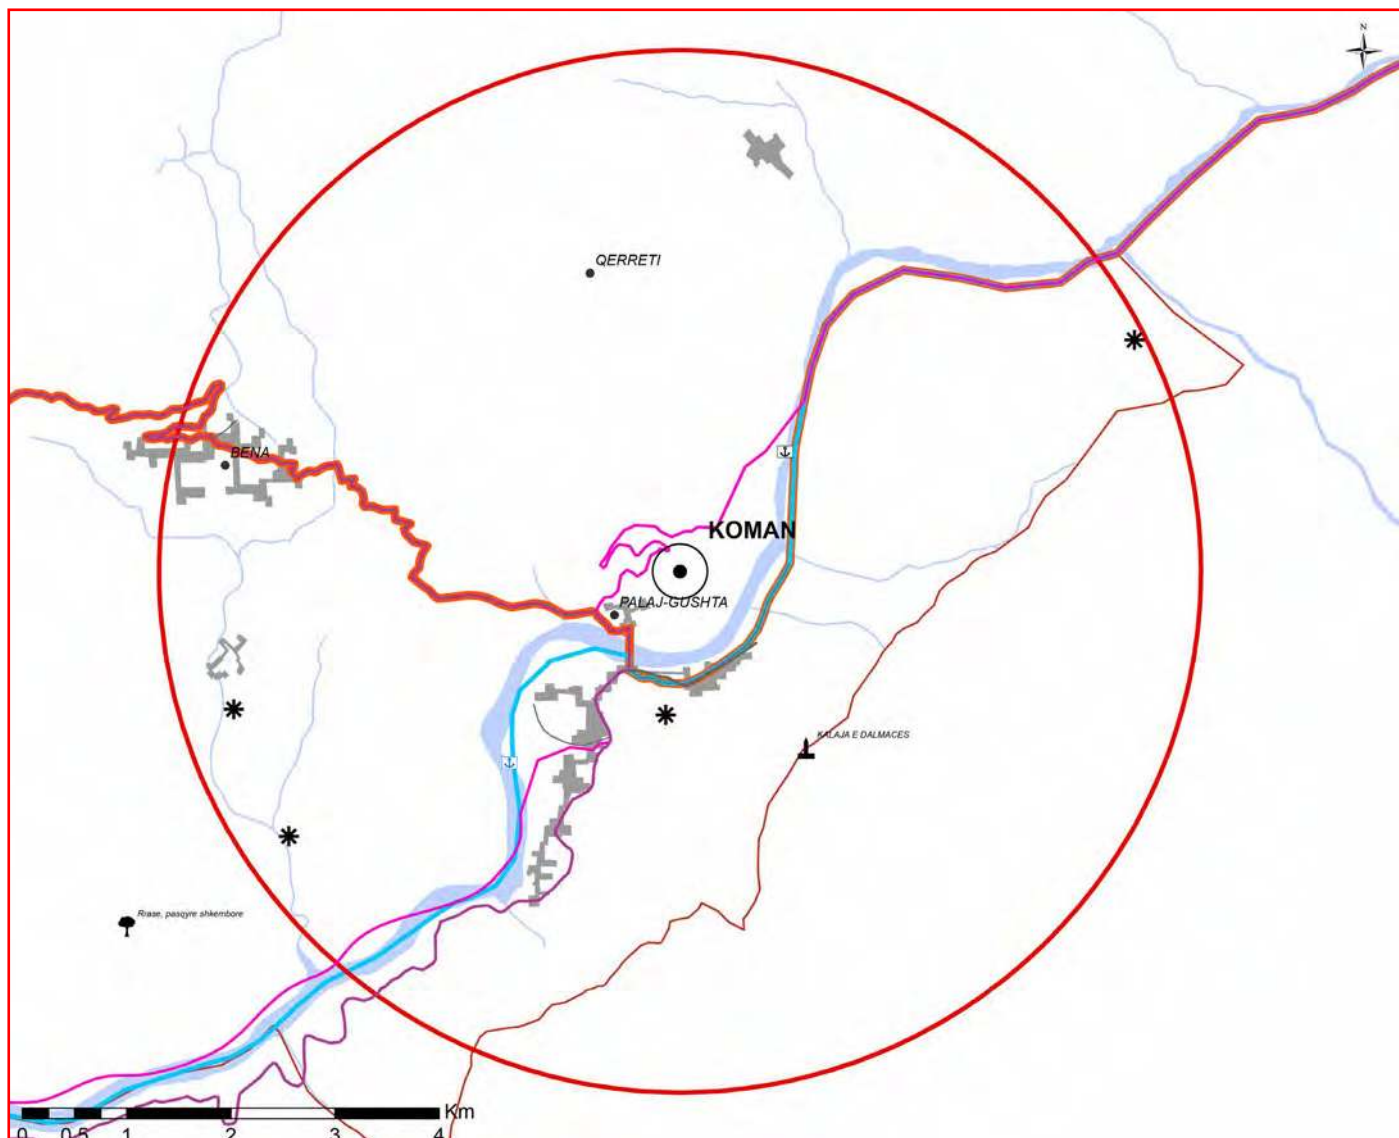 N
QERRETI
BENA
KOMAN
PALAJ-GUSHTA
KALAJA E DALMACES
Rrase, pasqyre shkembore
Km
0 0.5 1 2 3 4